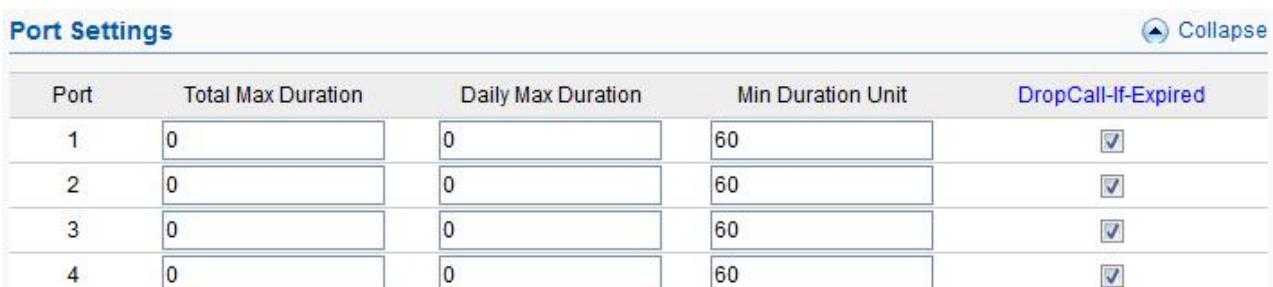 Port Settings Collapse
Port Total Max Duration Daily Max Duration Min Duration Unit DropCall-If-Expired
1 0 0 60
2 0 0 60
3 0 0 60
4 0 0 60